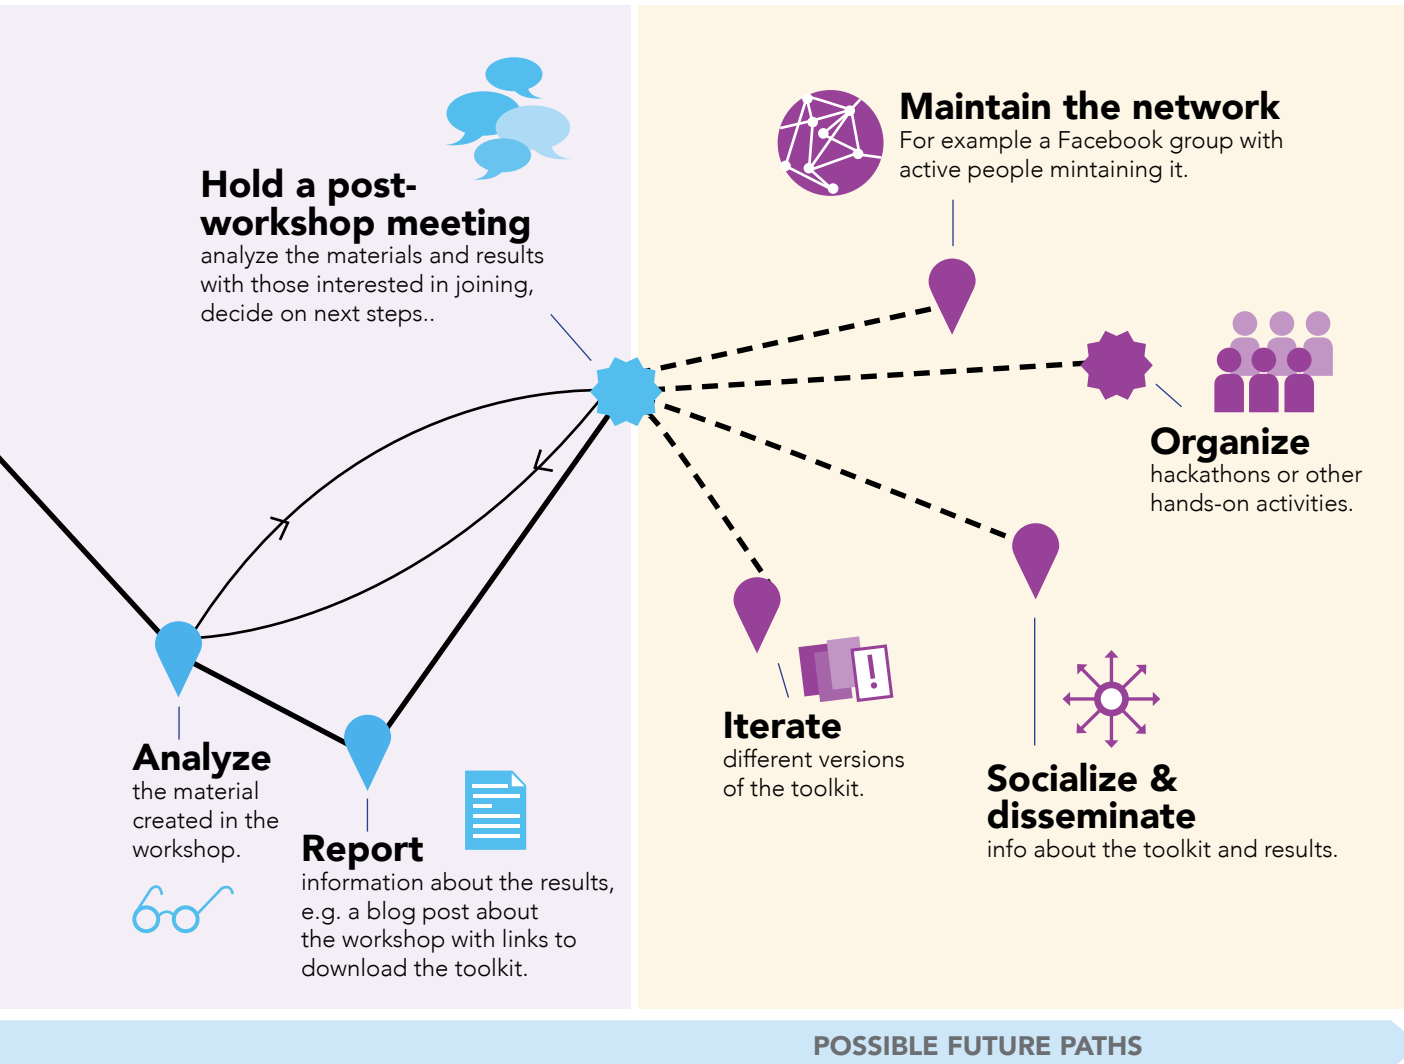 Hold a post-
workshop meeting
analyze the materials and results
with those interested in joining,
decide on next steps..
Analyze
the material
created in the
workshop.
Report
information about the results,
e.g. a blog post about
the workshop with links to
download the toolkit.
Maintain the network
For example a Facebook group with
active people mintaining it.
Organize
hackathons or other
hands-on activities.
!
Iterate
different versions
of the toolkit.
Socialize &
disseminate
info about the toolkit and results.
POSSIBLE FUTURE PATHS